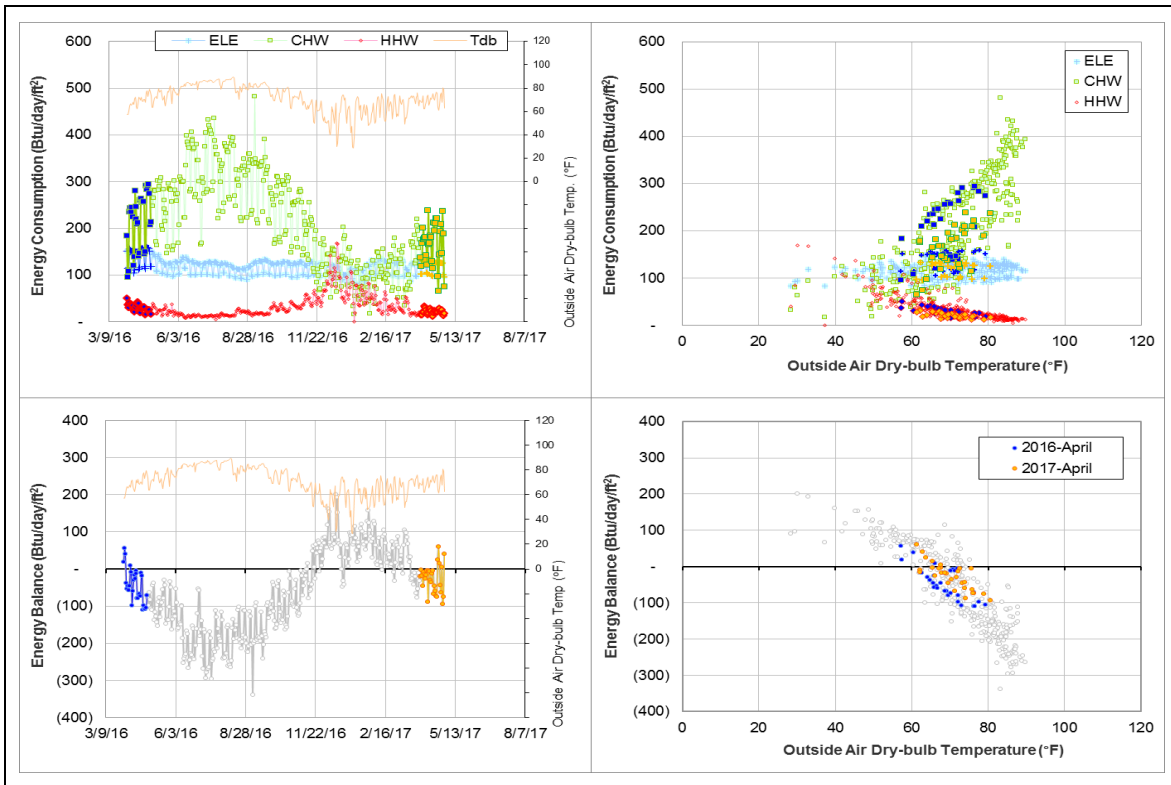 ELE CHW HHW Tdb
600
500
400
300
200
100
-
Energy Consumption (Btu/day/ft²)
120
100
80
60
40
20
0
Outside Air Dry-bulb Temp. (°F)
3/9/16 6/3/16 8/28/16 11/22/16 2/16/17 5/13/17 8/7/17
600
500
400
300
200
100
-
Energy Consumption (Btu/day/ft²)
ELE
CHW
HHW
0 20 40 60 80 100 120
Outside Air Dry-bulb Temperature (°F)
400
300
200
100
-
(100)
(200)
(300)
(400)
Energy Balance (Btu/day/ft²)
120
100
80
60
40
20
0
Outside Air Dry-bulb Temp (°F)
3/9/16 6/3/16 8/28/16 11/22/16 2/16/17 5/13/17 8/7/17
400
300
200
100
-
(100)
(200)
(300)
(400)
Energy Balance (Btu/day/ft²)
2016-April
2017-April
0 20 40 60 80 100 120
Outside Air Dry-bulb Temperature (°F)